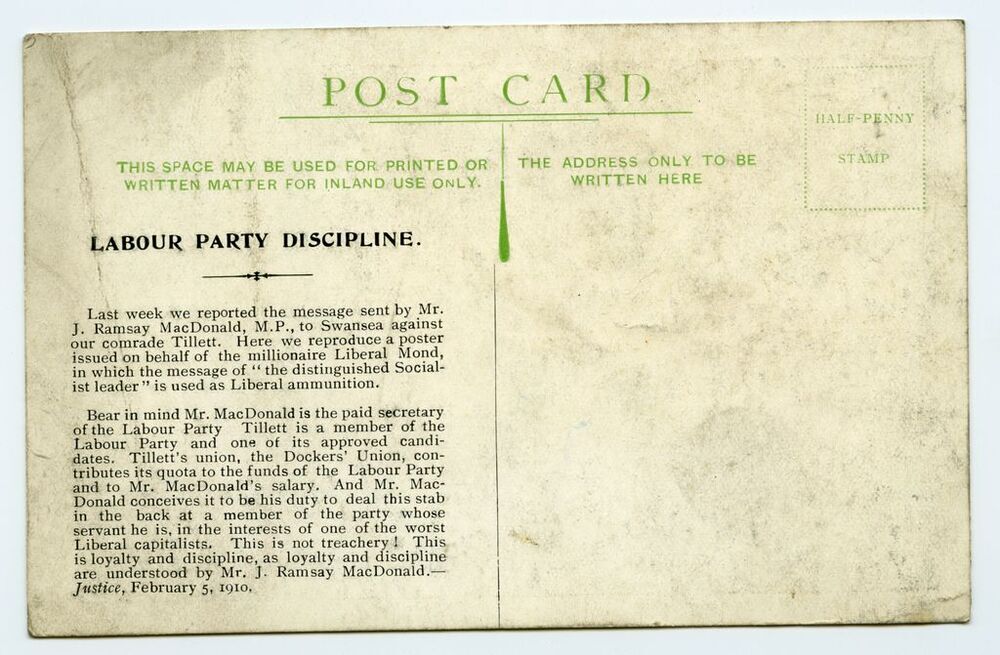 POST CARD
THIS SPACE MAY BE USED FOR PRINTED OR
WRITTEN MATTER FOR INLAND USE ONLY.
THE ADDRESS ONLY TO BE
WRITTEN HERE
HALF-PENNY
STAMP
LABOUR PARTY DISCIPLINE.
Last week we reported the message sent by Mr.
J. Ramsay MacDonald, M.P., to Swansea against
our comrade Tillett. Here we reproduce a poster
issued on behalf of the millionaire Liberal Mond,
in which the message of “ the distinguished Social-
ist leader ” is used as Liberal ammunition.
Bear in mind Mr. MacDonald is the paid secretary
of the Labour Party Tillett is a member of the
Labour Party and one of its approved candi-
dates. Tillett's union, the Dockers' Union, con-
tributes its quota to the funds of the Labour Party
and to Mr. MacDonald's salary. And Mr. Mac-
Donald conceives it to be his duty to deal this stab
in the back at a member of the party whose
servant he is, in the interests of one of the worst
Liberal capitalists. This is not treachery ! This
is loyalty and discipline, as loyalty and discipline
are understood by Mr. J. Ramsay MacDonald.—
Justice, February 5, 1910.